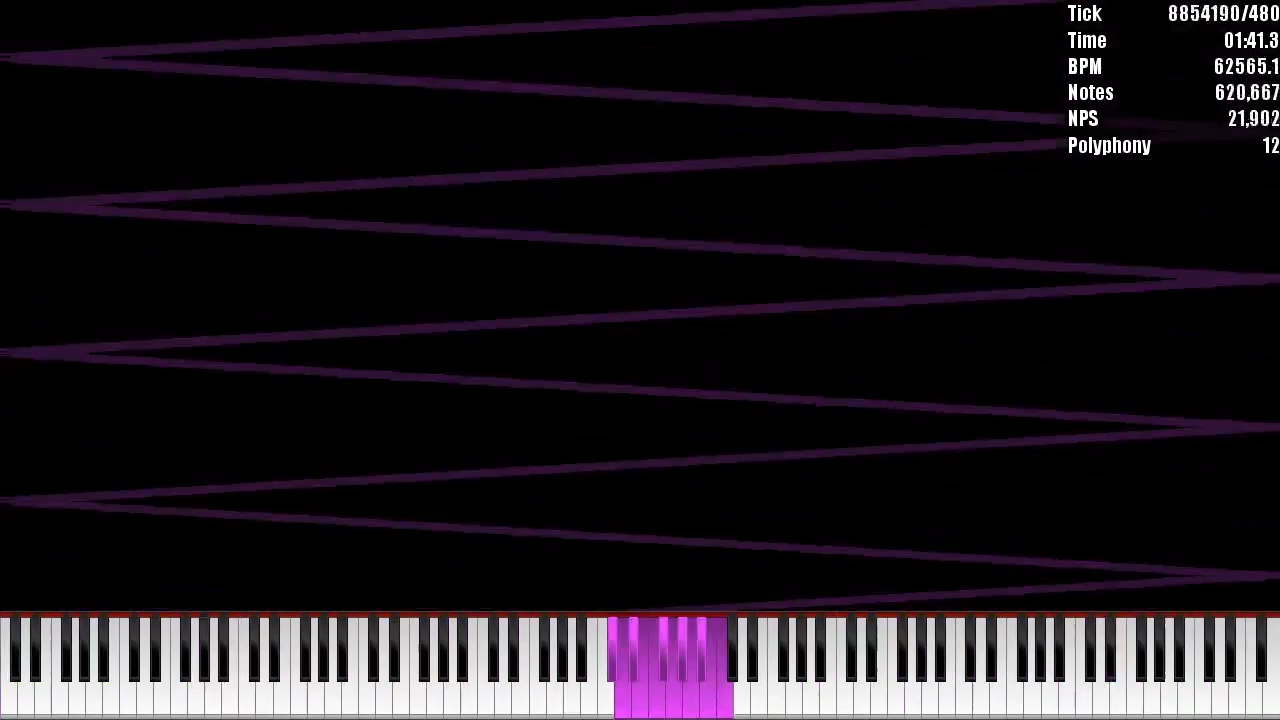 Tick 8854190/480
Time 01:41.3
BPM 62565.1
Notes 620,667
NPS 21,902
Polyphony 12